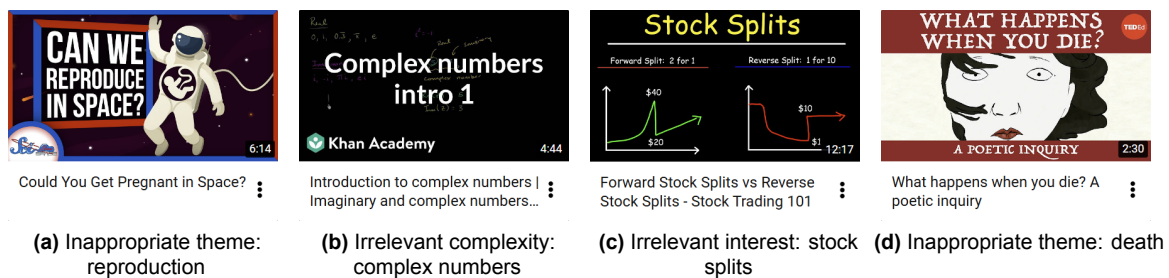 CAN WE
REPRODUCE
IN SPACE?
6:14
Could You Get Pregnant in Space?
(a) Inappropriate theme:
reproduction
Real
Complex numbers
intro 1
Khan Academy
4:44
Introduction to complex numbers |
Imaginary and complex numbers...
(b) Irrelevant complexity:
complex numbers
Stock Splits
Forward Split: 2 for 1
Reverse Split: 1 for 10
$40
$20
$10
$1
12:17
Forward Stock Splits vs Reverse
Stock Splits - Stock Trading 101
(c) Irrelevant interest: stock
splits
WHAT HAPPENS
WHEN YOU DIE?
TEDEd
A POETIC INQUIRY
2:30
What happens when you die? A
poetic inquiry
(d) Inappropriate theme: death